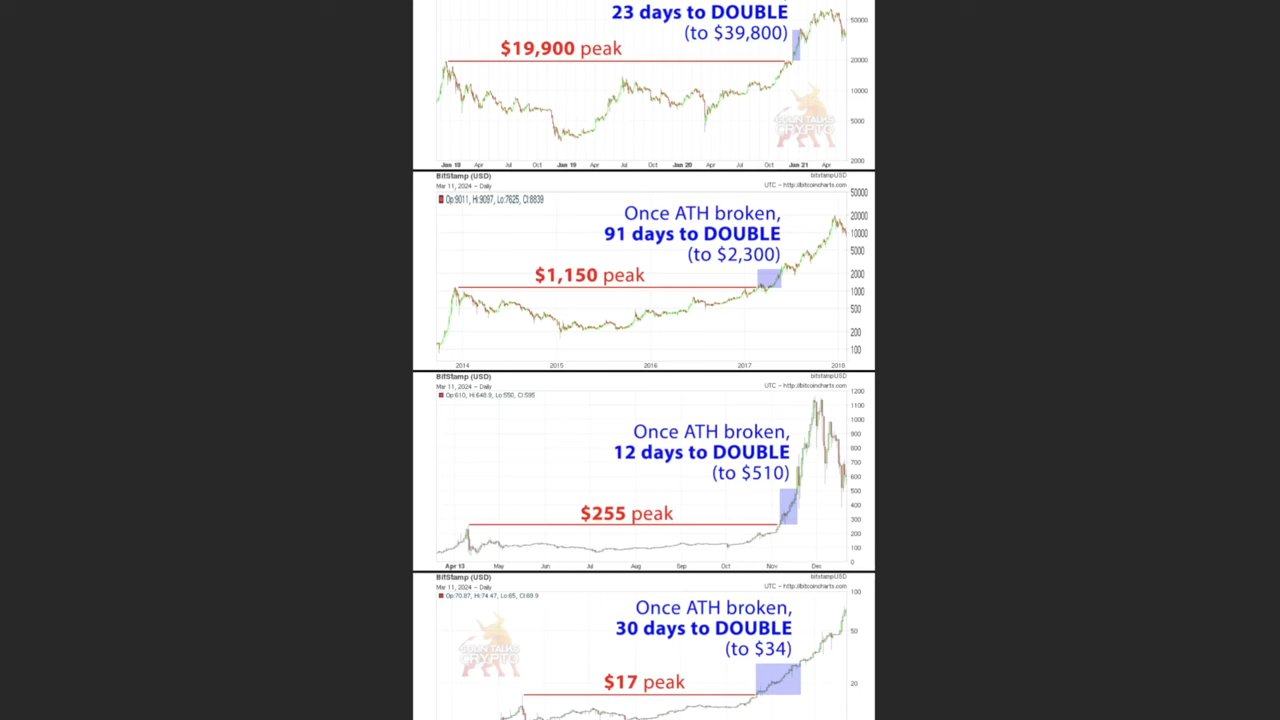 23 days to DOUBLE
(to $39,800)
$19,900 peak
50000
20000
10000
5000
2000
COIN TALKS
CRYPTO
Jan 18 Apr Jul Oct Jan 19 Apr Jul Oct Jan 20 Apr Jul Oct Jan 21 Apr
BitStamp (USD) bitstampUSD
Mar 11, 2024 - Daily UTC - http://bitcoincharts.com
Op:9011, Hi:9097, Lo:7625, Cl:8839
Once ATH broken,
91 days to DOUBLE
(to $2,300)
$1,150 peak
50000
20000
10000
5000
2000
1000
500
200
100
2014 2015 2016 2017 2018
BitStamp (USD) bitstampUSD
Mar 11, 2024 - Daily UTC - http://bitcoincharts.com
Op:610, Hi:648.9, Lo:550, Cl:595
Once ATH broken,
12 days to DOUBLE
(to $510)
$255 peak
1200
1100
1000
900
800
700
600
500
400
300
200
100
0
Apr 13 May Jun Jul Aug Sep Oct Nov Dec
BitStamp (USD) bitstampUSD
Mar 11, 2024 - Daily UTC - http://bitcoincharts.com
Op:70.87, Hi:74.47, Lo:65, Cl:69.9
Once ATH broken,
30 days to DOUBLE
(to $34)
$17 peak
COIN TALKS
CRYPTO
100
50
20